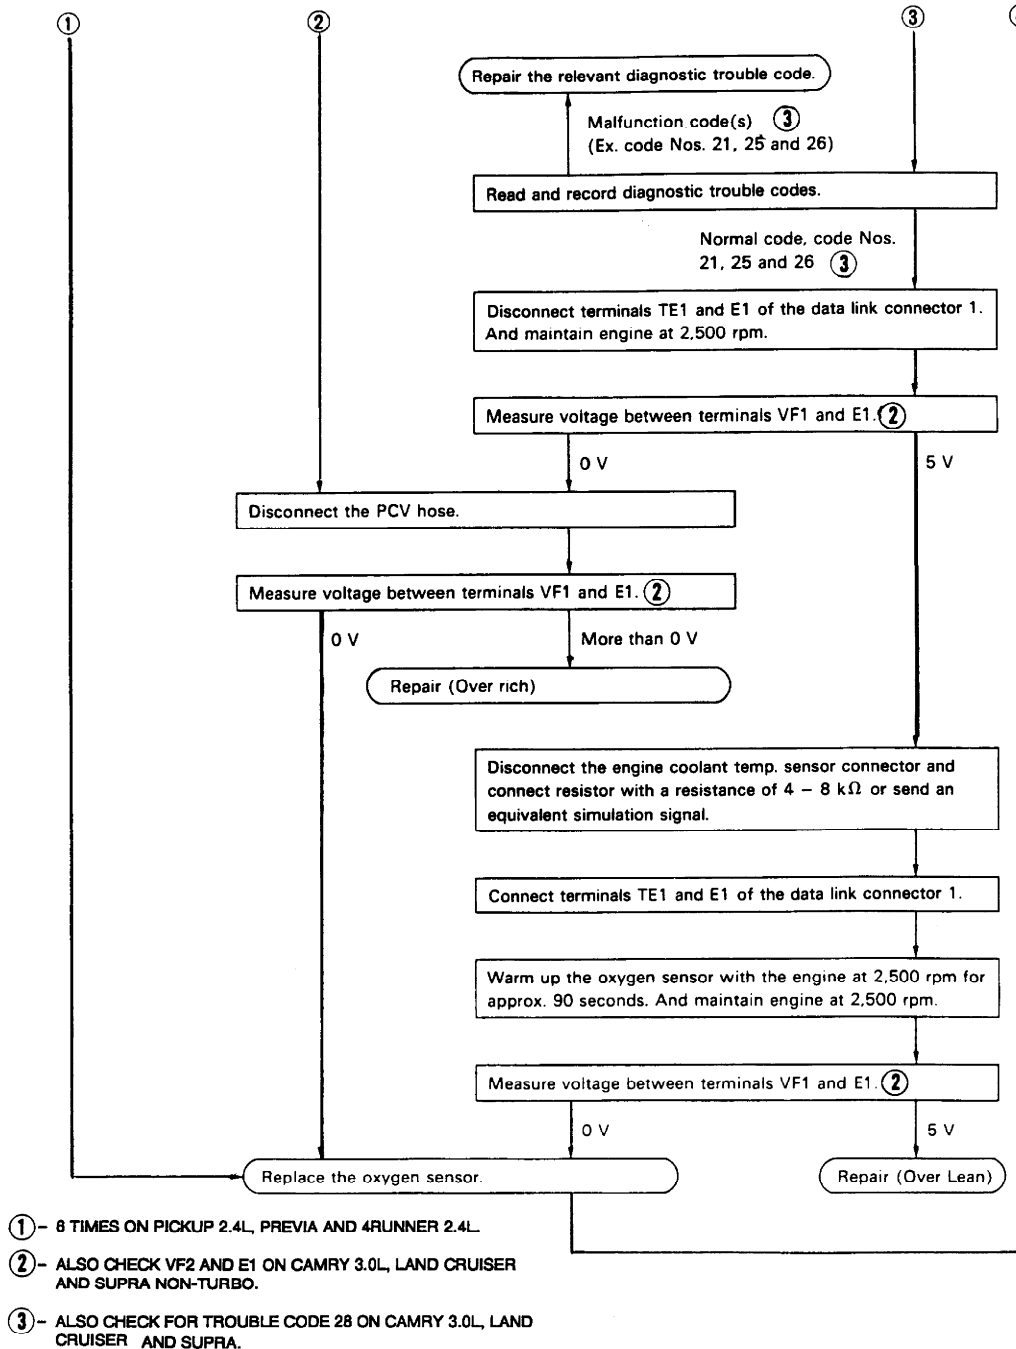 1
2
3
Repair the relevant diagnostic trouble code.
Malfunction code(s) 3
(Ex. code Nos. 21, 25 and 26)
Read and record diagnostic trouble codes.
Normal code, code Nos.
21, 25 and 26 3
Disconnect terminals TE1 and E1 of the data link connector 1.
And maintain engine at 2,500 rpm.
Measure voltage between terminals VF1 and E1. 2
0 V
5 V
Disconnect the PCV hose.
Measure voltage between terminals VF1 and E1. 2
0 V
More than 0 V
Repair (Over rich)
Disconnect the engine coolant temp. sensor connector and
connect resistor with a resistance of 4 – 8 kΩ or send an
equivalent simulation signal.
Connect terminals TE1 and E1 of the data link connector 1.
Warm up the oxygen sensor with the engine at 2,500 rpm for
approx. 90 seconds. And maintain engine at 2,500 rpm.
Measure voltage between terminals VF1 and E1. 2
0 V
5 V
Replace the oxygen sensor.
Repair (Over Lean)
1 - 6 TIMES ON PICKUP 2.4L, PREVIA AND 4RUNNER 2.4L
2 - ALSO CHECK VF2 AND E1 ON CAMRY 3.0L, LAND CRUISER
AND SUPRA NON-TURBO.
3 - ALSO CHECK FOR TROUBLE CODE 28 ON CAMRY 3.0L, LAND
CRUISER AND SUPRA.